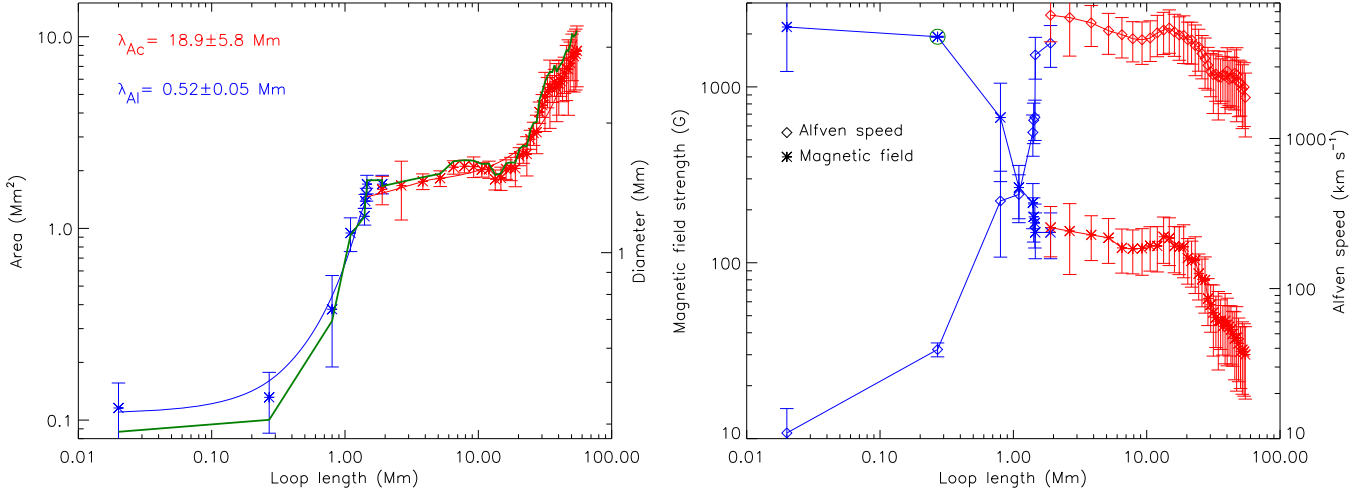 λAc= 18.9±5.8 Mm
λAl= 0.52±0.05 Mm
10.0
1.0
0.1
Area (Mm²)
1
Diameter (Mm)
0.01 0.10 1.00 10.00 100.00
Loop length (Mm)
1000
100
10
Magnetic field strength (G)
Alfven speed
Magnetic field
1000
100
10
Alfven speed (km s⁻¹)
0.01 0.10 1.00 10.00 100.00
Loop length (Mm)